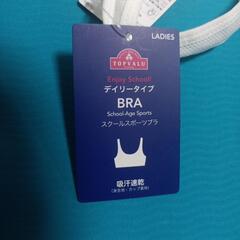 LADIES
TOPVALU
Enjoy School!
デイリータイプ
BRA
School-Age Sports
スクールスポーツブラ
吸汗速乾